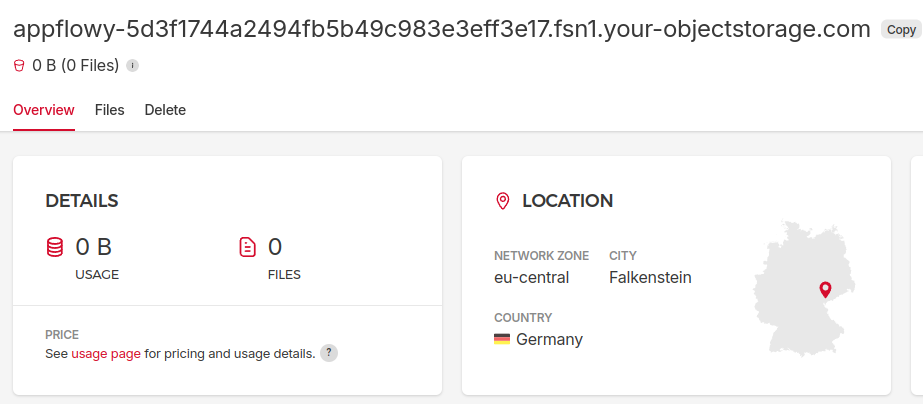 appflowy-5d3f1744a2494fb5b49c983e3eff3e17.fsn1.your-objectstorage.com Copy
0 B (0 Files) i
Overview Files Delete
DETAILS
0 B 0
USAGE FILES
PRICE
See usage page for pricing and usage details. ?
LOCATION
NETWORK ZONE CITY
eu-central Falkenstein
COUNTRY
Germany